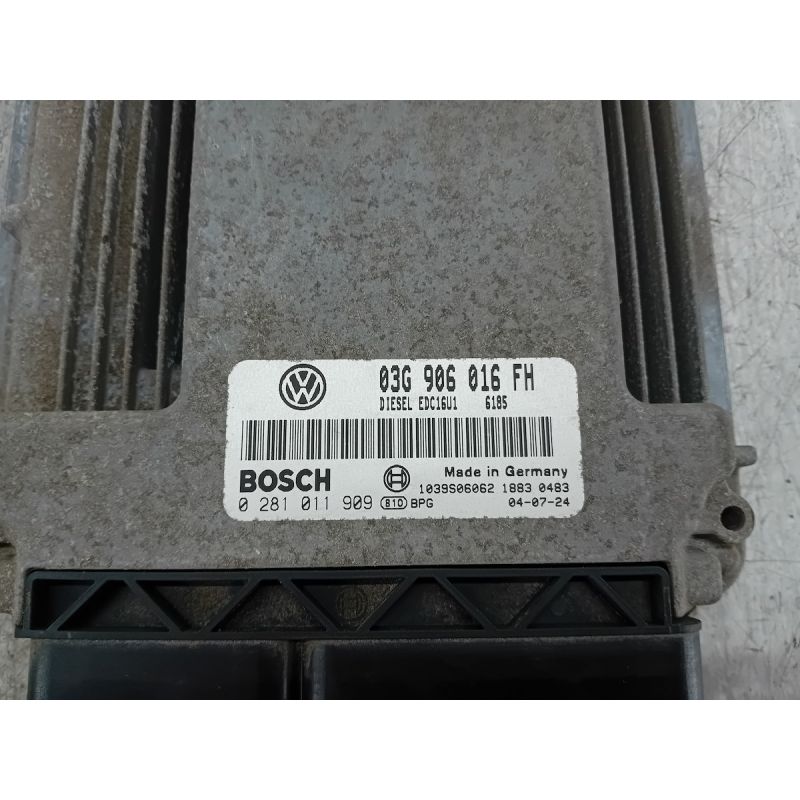 03G 906 016 FH
DIESEL EDC16U1 6185
BOSCH
Made in Germany
1039S06062 1883 0483
0 281 011 909 B10 BPG 04-07-24